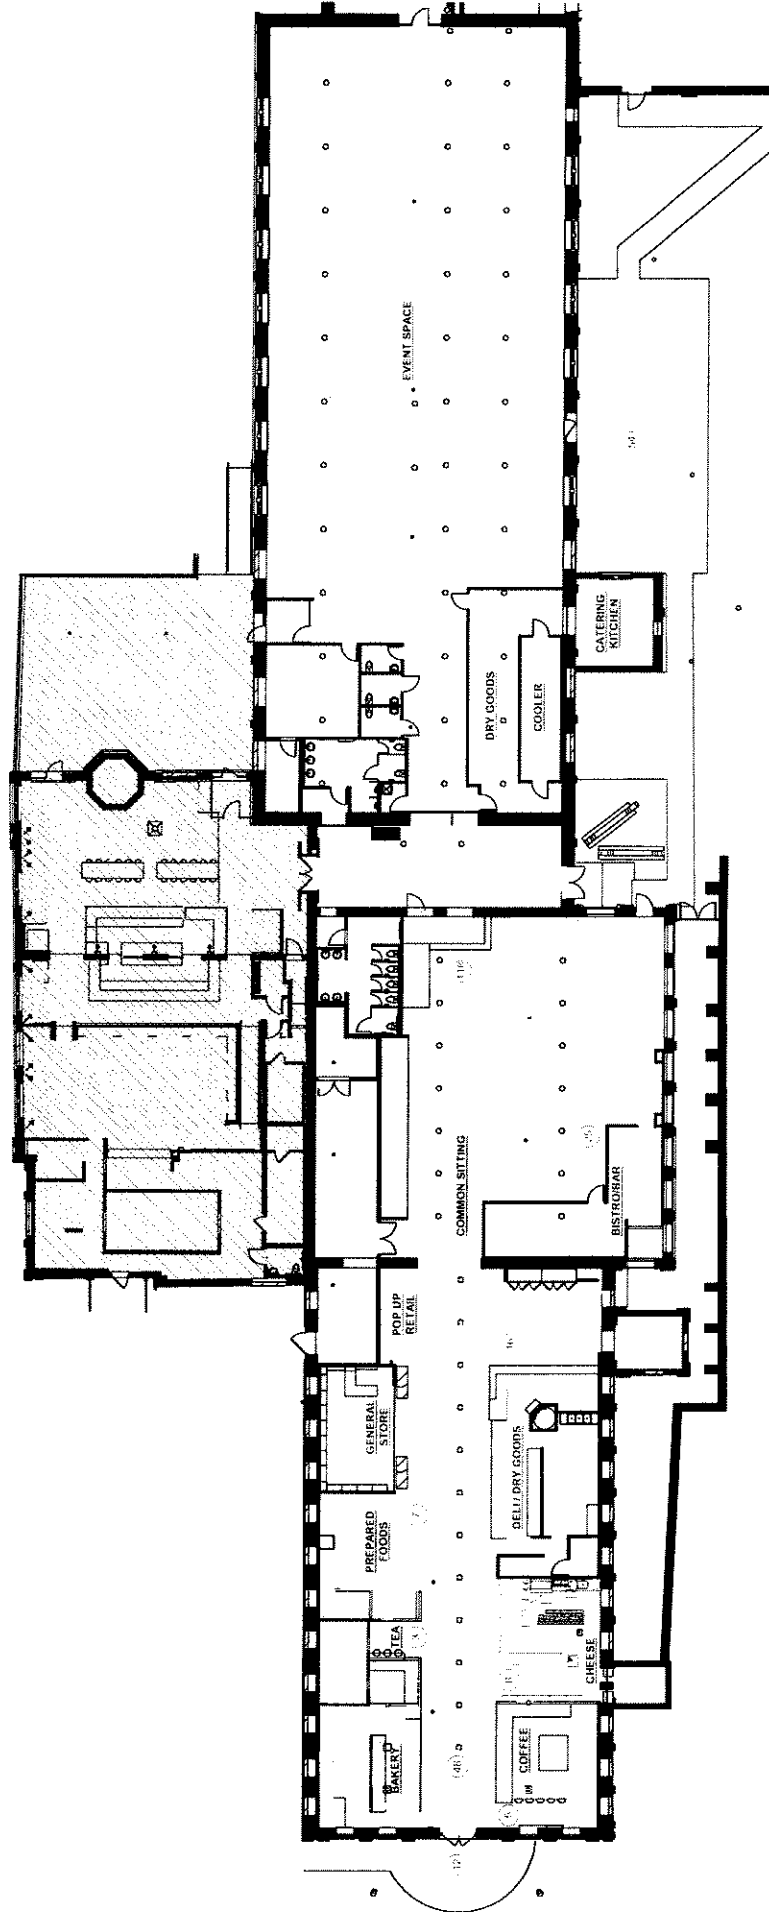 EVENT SPACE
CATERING
KITCHEN
DRY GOODS
COOLER
COMMON SITTING
BISTRO/BAR
POP UP
RETAIL
GENERAL
STORE
DELI / DRY GOODS
PREPARED
FOODS
TEA
CHEESE
BAKERY
COFFEE